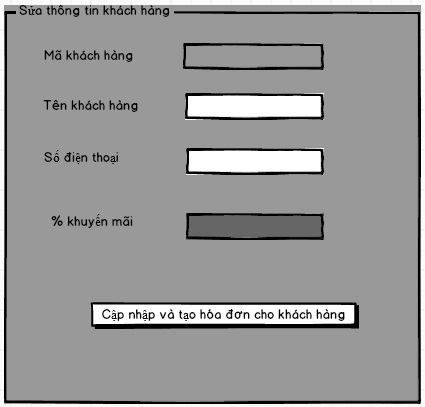 Sửa thông tin khách hàng
Mã khách hàng
Tên khách hàng
Số điện thoại
% khuyến mãi
Cập nhập và tạo hóa đơn cho khách hàng